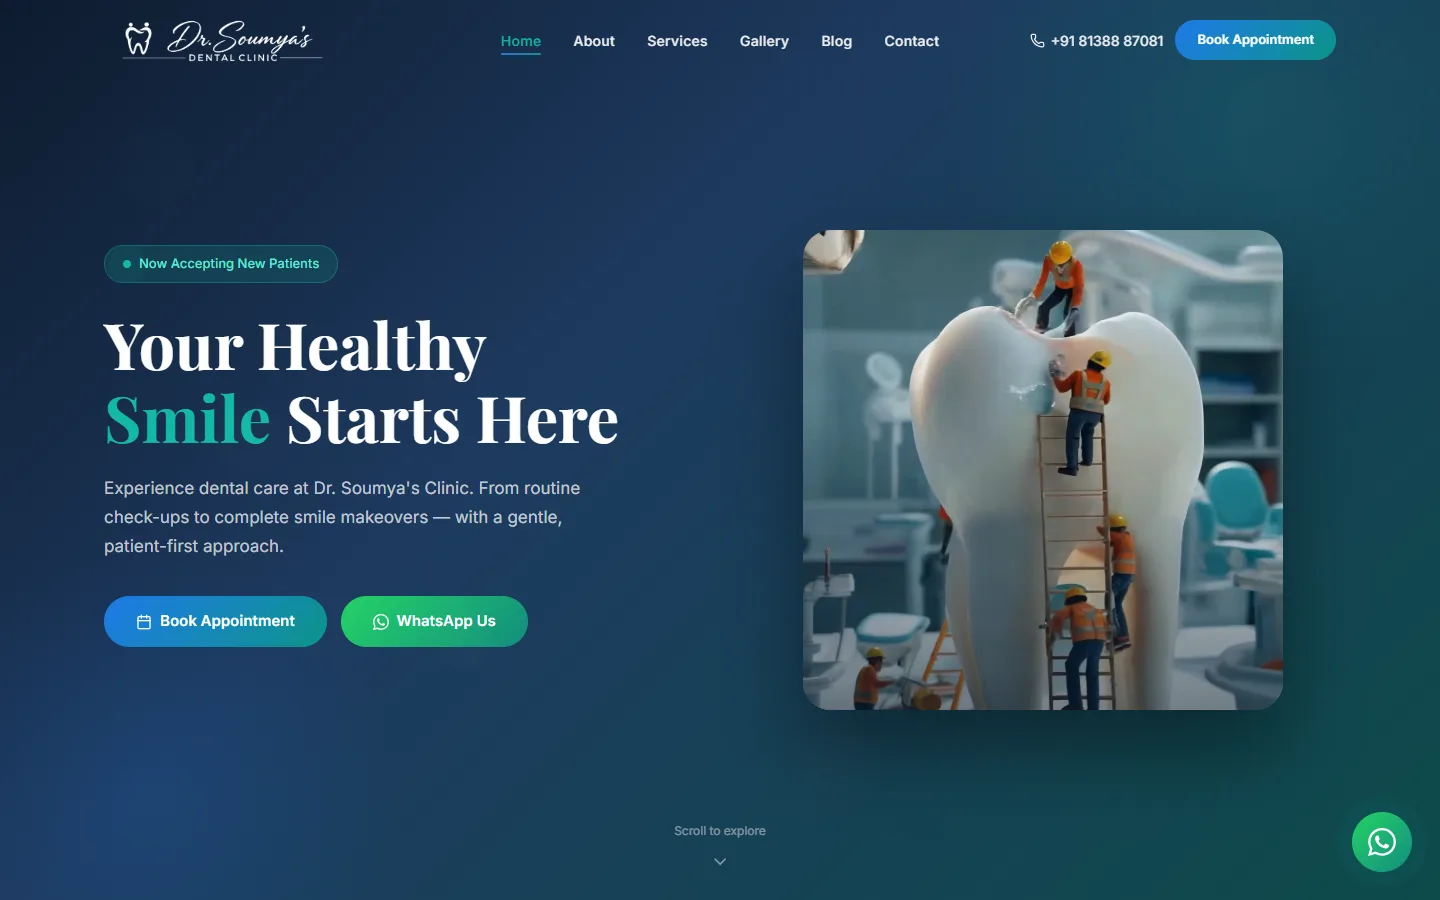 Dr. Soumya's
DENTAL CLINIC
Home
About
Services
Gallery
Blog
Contact
+91 81388 87081
Book Appointment
Now Accepting New Patients
Your Healthy
Smile Starts Here
Experience dental care at Dr. Soumya's Clinic. From routine
check-ups to complete smile makeovers — with a gentle,
patient-first approach.
Book Appointment
WhatsApp Us
Scroll to explore